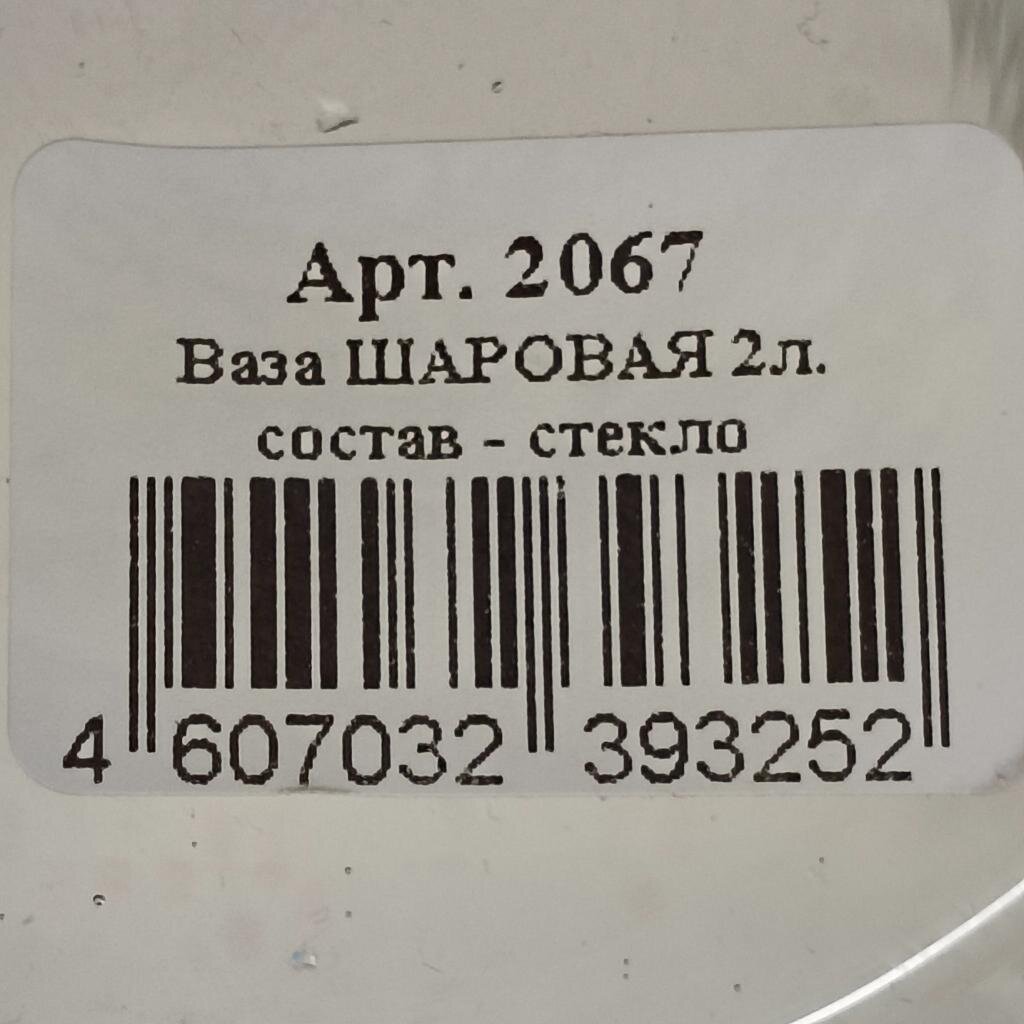 Арт. 2067
Ваза ШАРОВАЯ 2л.
состав - стекло
4 607032 393252